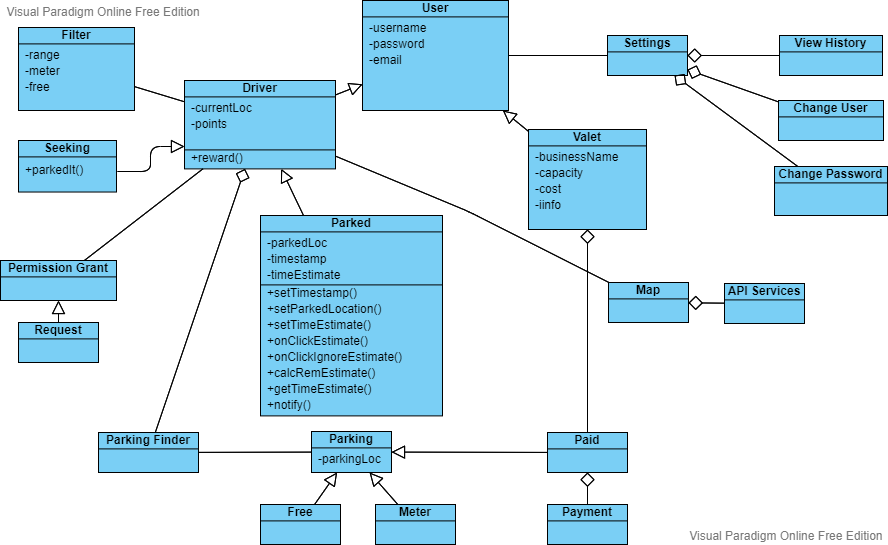 Visual Paradigm Online Free Edition
User
-username
-password
-email
Filter
-range
-meter
-free
Settings
View History
Driver
-currentLoc
-points
+reward()
Change User
Seeking
+parkedIt()
Valet
-businessName
-capacity
-cost
-iinfo
Change Password
Parked
-parkedLoc
-timestamp
-timeEstimate
+setTimestamp()
+setParkedLocation()
+setTimeEstimate()
+onClickEstimate()
+onClickIgnoreEstimate()
+calcRemEstimate()
+getTimeEstimate()
+notify()
Permission Grant
Request
Map
API Services
Parking Finder
Parking
-parkingLoc
Paid
Free
Meter
Payment
Visual Paradigm Online Free Edition